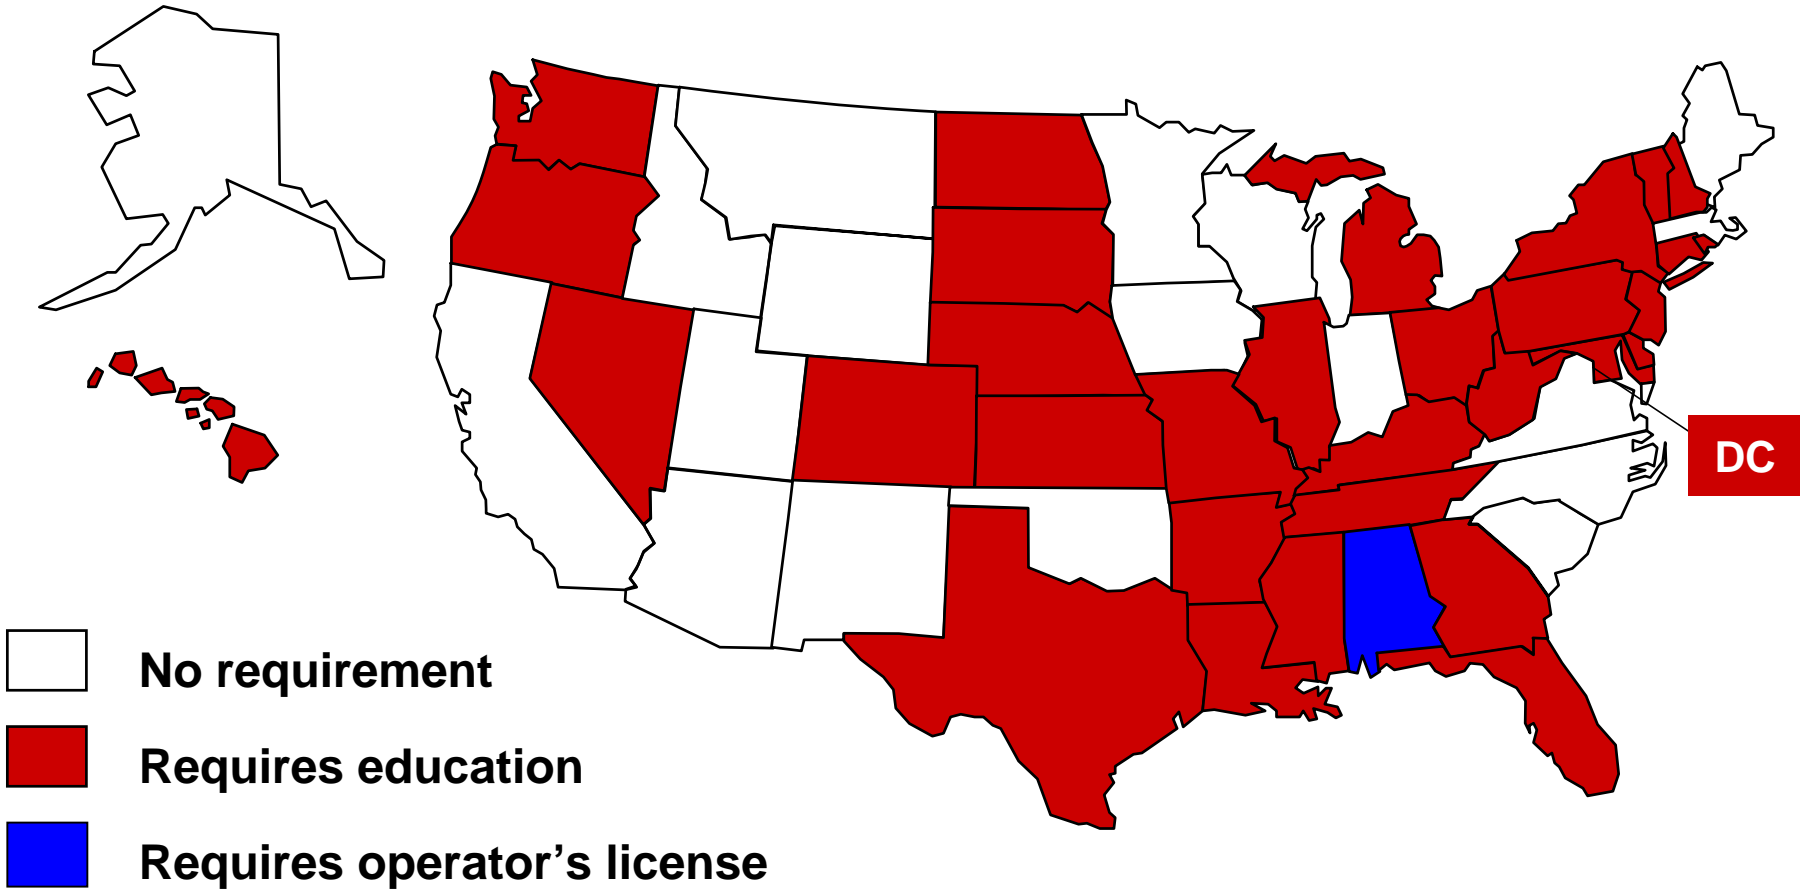 DC
No requirement
Requires education
Requires operator’s license